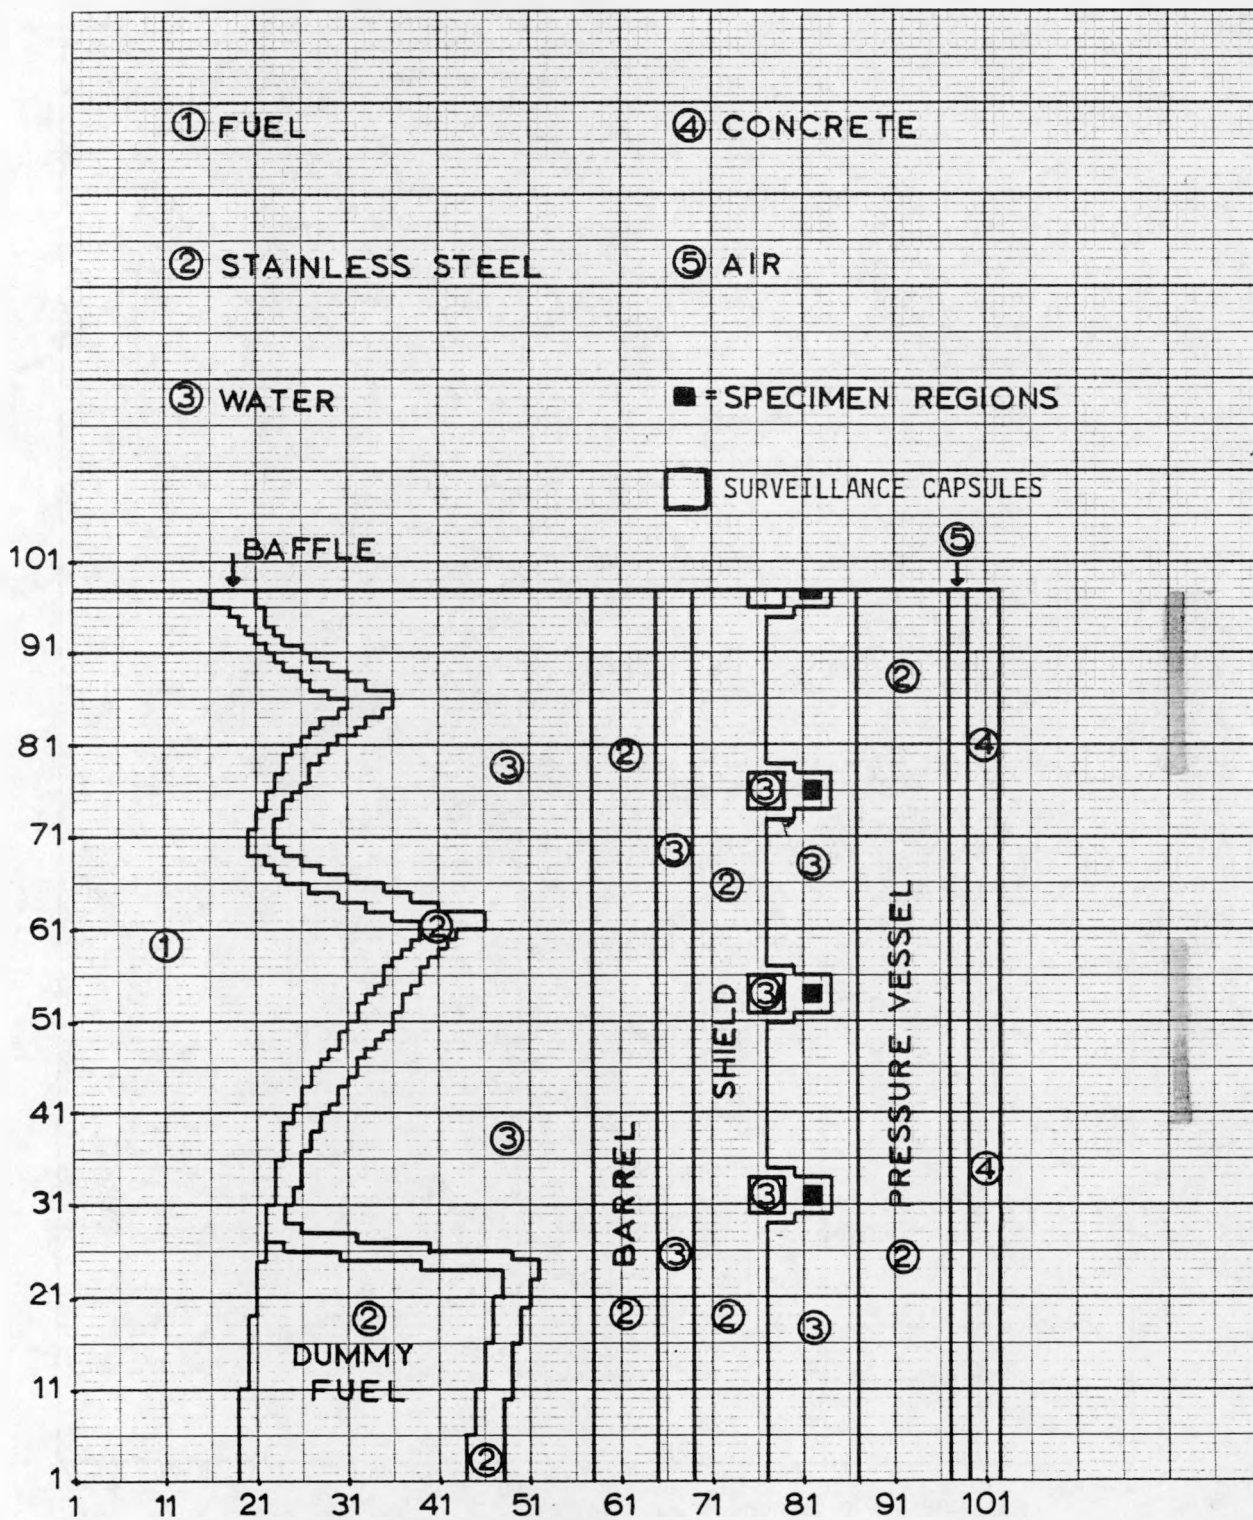 ① FUEL ④ CONCRETE
② STAINLESS STEEL ⑤ AIR
③ WATER ■ = SPECIMEN REGIONS
SURVEILLANCE CAPSULES
⑤
101 BAFFLE
91
②
81 ③ ② ④
③ ■
71 ③ ③
②
61 ① ②
③ ■
51
SHIELD
PRESSURE VESSEL
41
③
BARREL
④
31 ③ ■
③ ②
21
② ② ② ③
DUMMY
FUEL
11
②
1
1 11 21 31 41 51 61 71 81 91 101